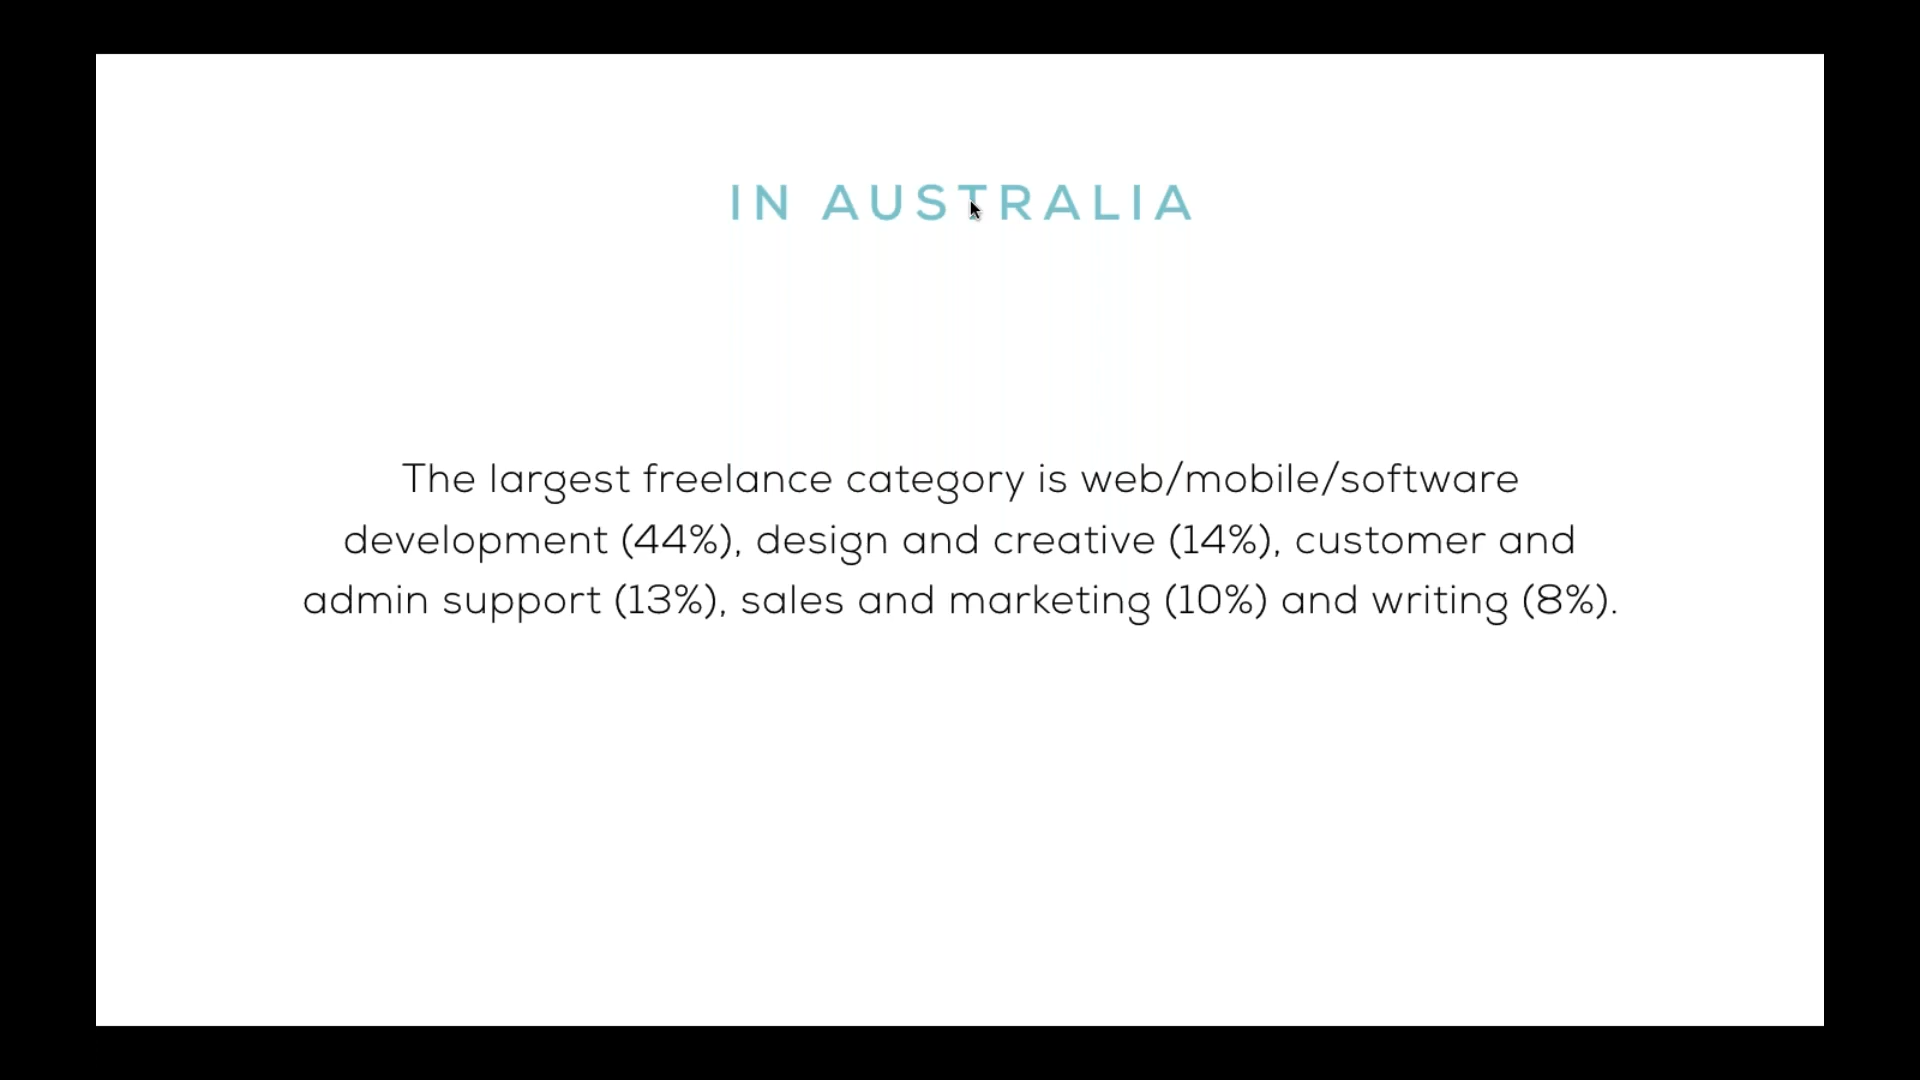 IN AUSTRALIA
The largest freelance category is web/mobile/software
development (44%), design and creative (14%), customer and
admin support (13%), sales and marketing (10%) and writing (8%).